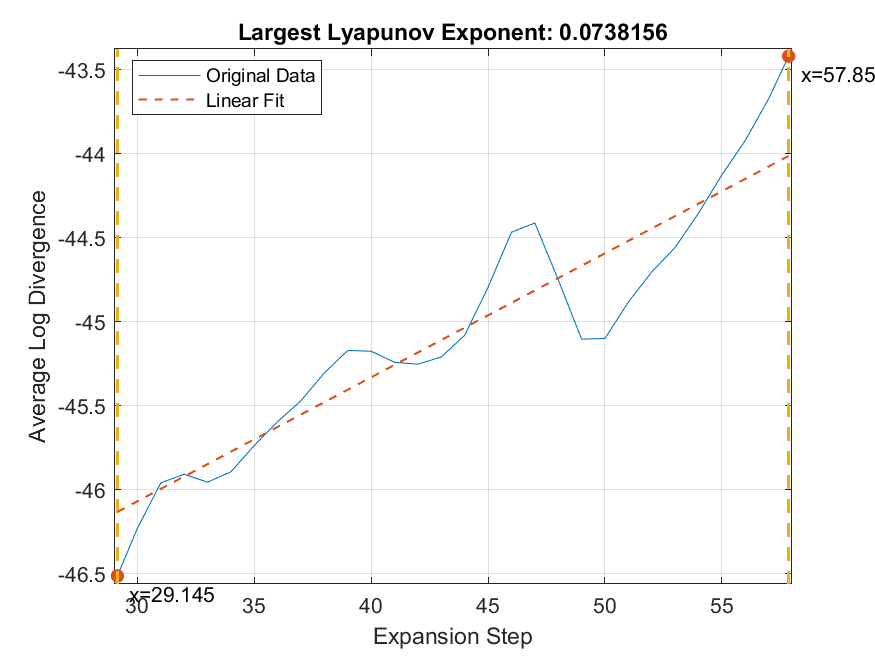 Largest Lyapunov Exponent: 0.0738156
Original Data
Linear Fit
-43.5
-44
-44.5
-45
-45.5
-46
-46.5
Average Log Divergence
x=57.85
x=29.145
30
35
40
45
50
55
Expansion Step